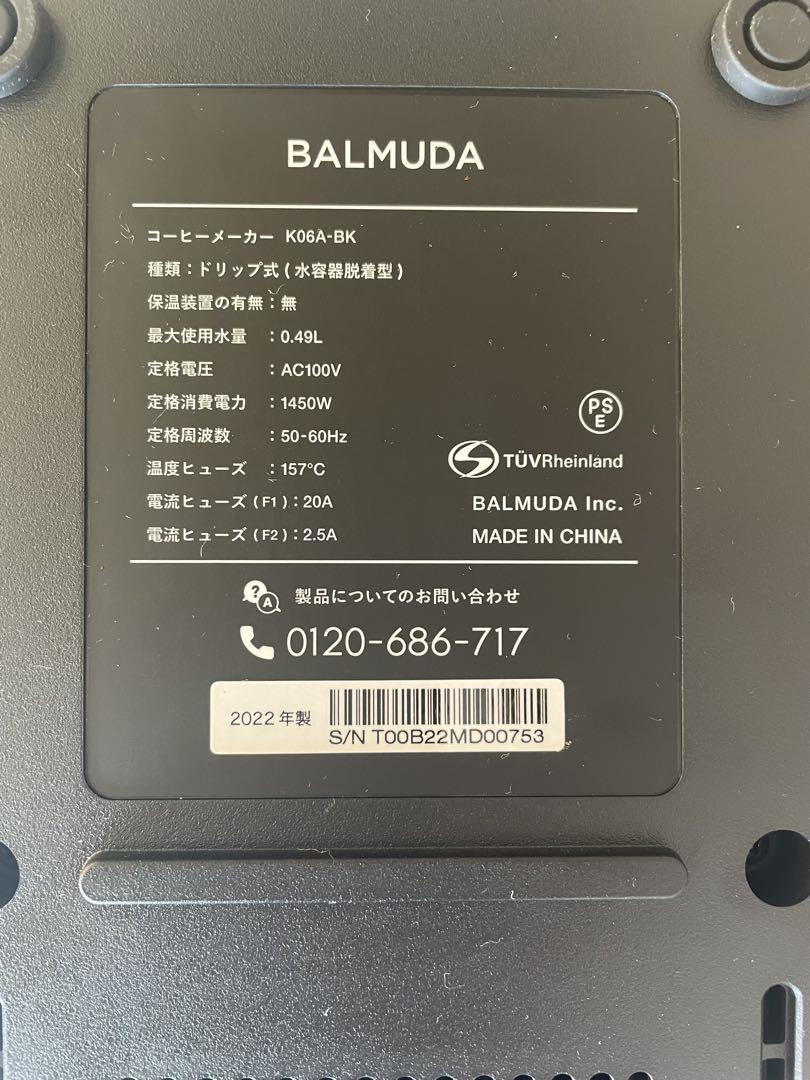 BALMUDA
コーヒーメーカー K06A-BK
種類：ドリップ式（水容器脱着型）
保温装置の有無：無
最大使用水量 ：0.49L
定格電圧 ：AC100V
定格消費電力 ：1450W
定格周波数 ：50-60Hz
温度ヒューズ ：157℃
電流ヒューズ（F1）：20A
電流ヒューズ（F2）：2.5A
PS
E
TÜVRheinland
BALMUDA Inc.
MADE IN CHINA
? A 製品についてのお問い合わせ
0120-686-717
2022年製
S/N T00B22MD00753